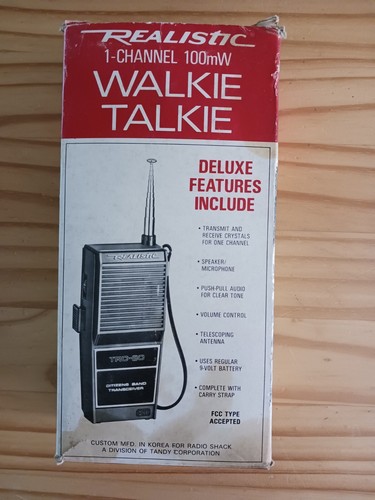 REALISTIC
1-CHANNEL 100mW
WALKIE
TALKIE
DELUXE
FEATURES
INCLUDE
• TRANSMIT AND
RECEIVE CRYSTALS
FOR ONE CHANNEL
• SPEAKER/
MICROPHONE
• PUSH-PULL AUDIO
FOR CLEAR TONE
• VOLUME CONTROL
• TELESCOPING
ANTENNA
• USES REGULAR
9-VOLT BATTERY
• COMPLETE WITH
CARRY STRAP
FCC TYPE
ACCEPTED
REALISTIC
TRC-90
CITIZENS BAND
TRANSCEIVER
CUSTOM MFD. IN KOREA FOR RADIO SHACK
A DIVISION OF TANDY CORPORATION